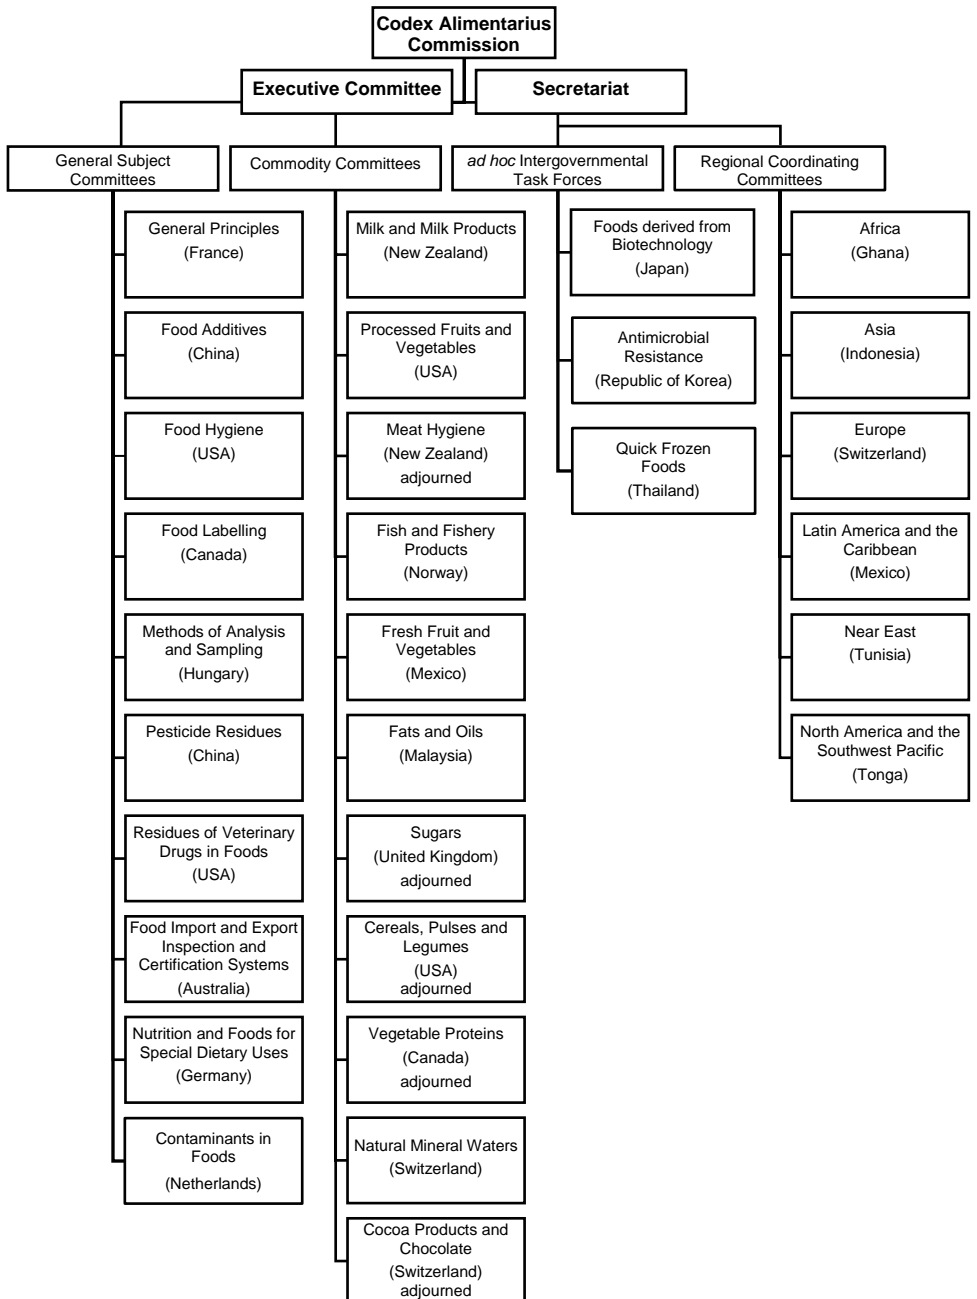 Codex Alimentarius
Commission
Executive Committee
Secretariat
General Subject
Committees
Commodity Committees
ad hoc Intergovernmental
Task Forces
Regional Coordinating
Committees
General Principles
(France)
Food Additives
(China)
Food Hygiene
(USA)
Food Labelling
(Canada)
Methods of Analysis
and Sampling
(Hungary)
Pesticide Residues
(China)
Residues of Veterinary
Drugs in Foods
(USA)
Food Import and Export
Inspection and
Certification Systems
(Australia)
Nutrition and Foods for
Special Dietary Uses
(Germany)
Contaminants in
Foods
(Netherlands)
Milk and Milk Products
(New Zealand)
Processed Fruits and
Vegetables
(USA)
Meat Hygiene
(New Zealand)
adjourned
Fish and Fishery
Products
(Norway)
Fresh Fruit and
Vegetables
(Mexico)
Fats and Oils
(Malaysia)
Sugars
(United Kingdom)
adjourned
Cereals, Pulses and
Legumes
(USA)
adjourned
Vegetable Proteins
(Canada)
adjourned
Natural Mineral Waters
(Switzerland)
Cocoa Products and
Chocolate
(Switzerland)
adjourned
Foods derived from
Biotechnology
(Japan)
Antimicrobial
Resistance
(Republic of Korea)
Quick Frozen
Foods
(Thailand)
Africa
(Ghana)
Asia
(Indonesia)
Europe
(Switzerland)
Latin America and the
Caribbean
(Mexico)
Near East
(Tunisia)
North America and the
Southwest Pacific
(Tonga)